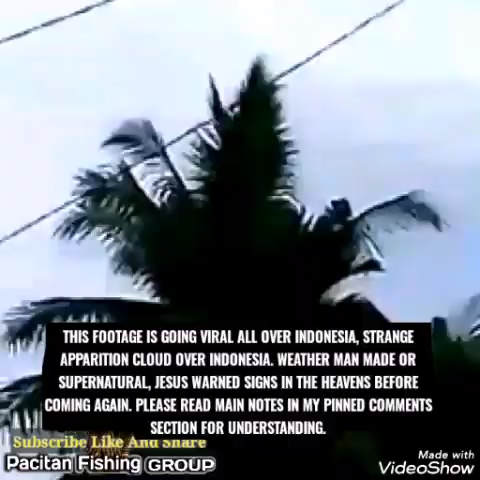 THIS FOOTAGE IS GOING VIRAL ALL OVER INDONESIA, STRANGE
APPARITION CLOUD OVER INDONESIA. WEATHER MAN MADE OR
SUPERNATURAL, JESUS WARNED SIGNS IN THE HEAVENS BEFORE
COMING AGAIN. PLEASE READ MAIN NOTES IN MY PINNED COMMENTS
SECTION FOR UNDERSTANDING.
Subscribe Like And Share
Pacitan Fishing GROUP
Made with
VideoShow